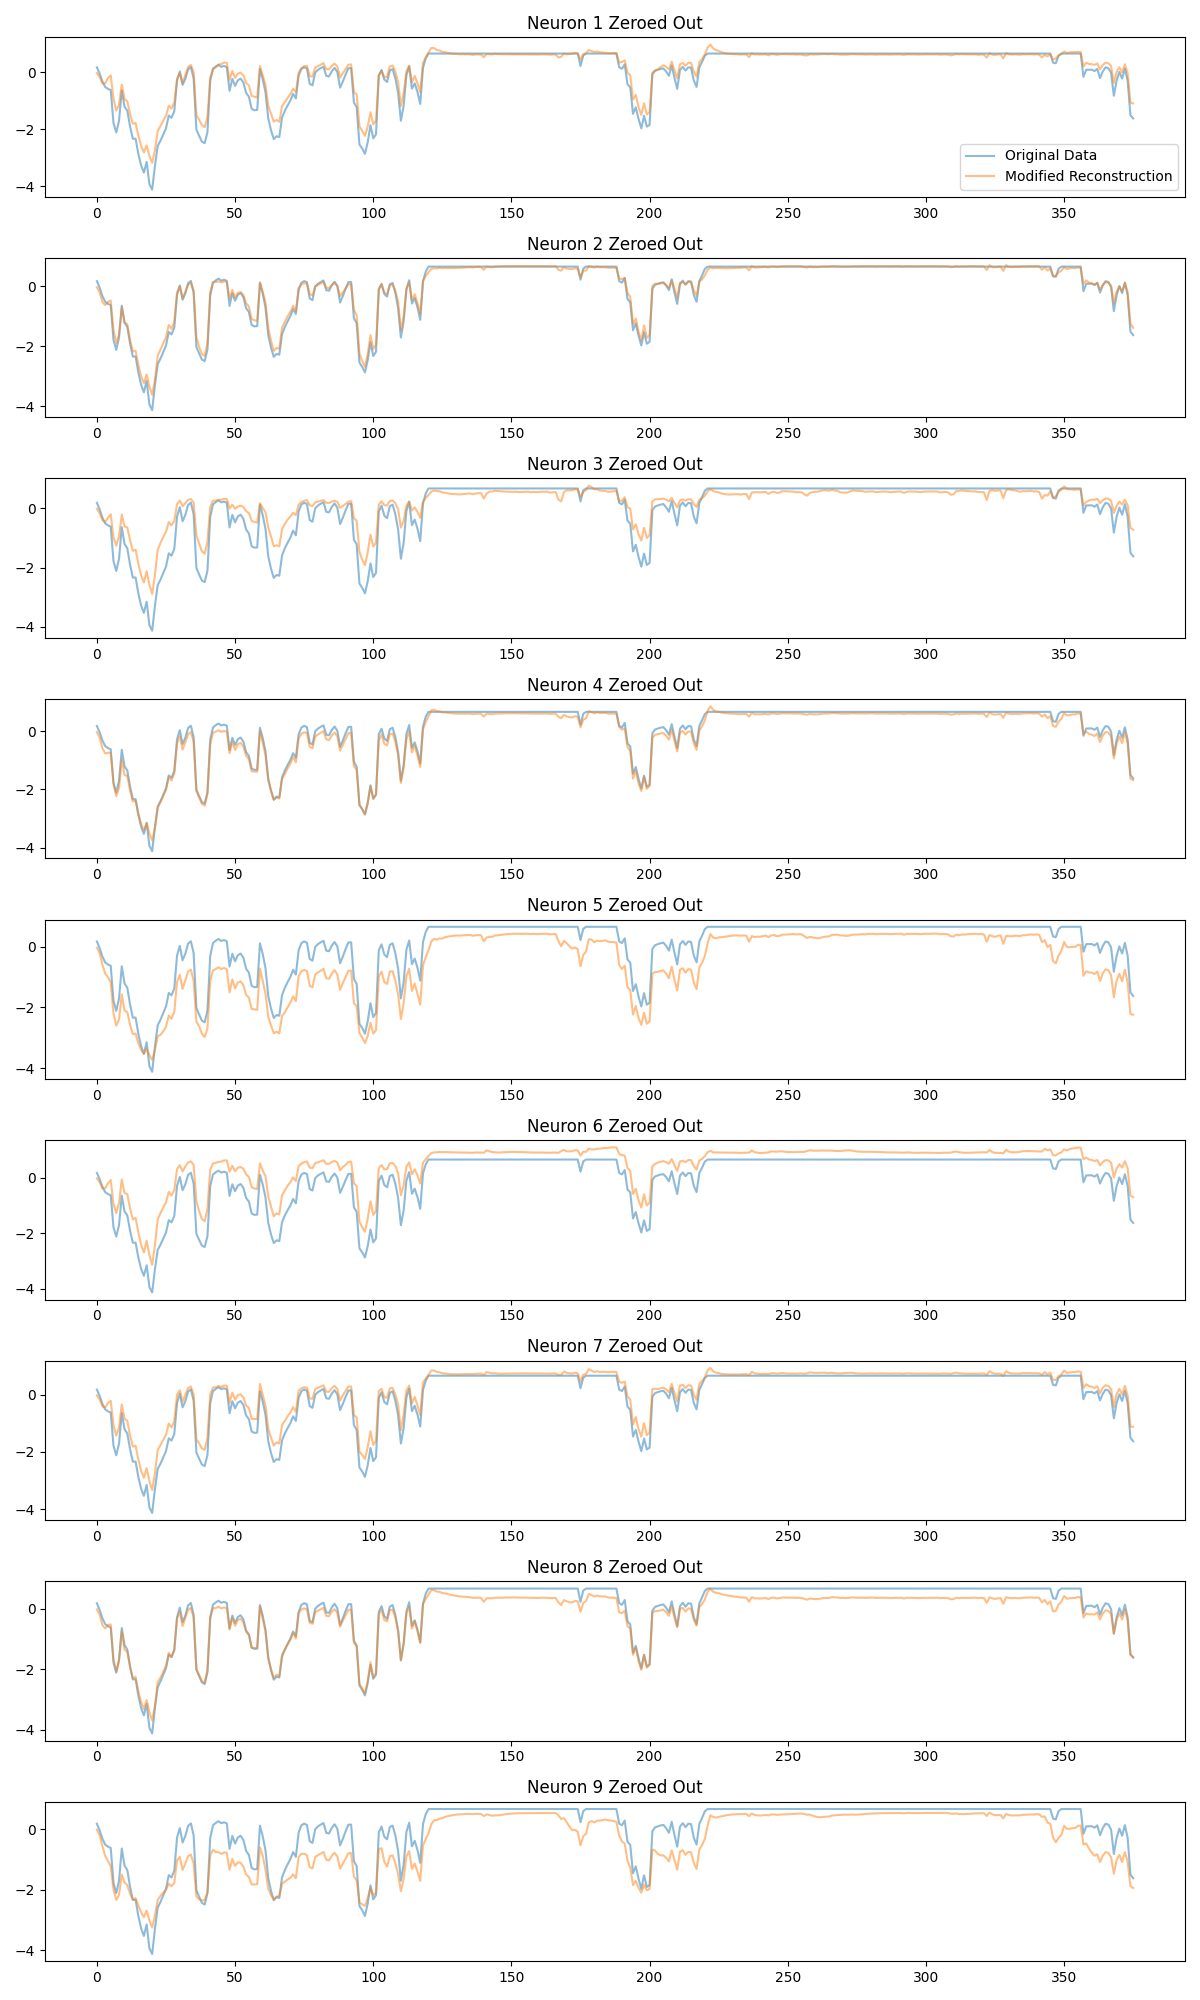 Neuron 1 Zeroed Out
0
−2
−4
Original Data
Modified Reconstruction
0 50 100 150 200 250 300 350
Neuron 2 Zeroed Out
0
−2
−4
0 50 100 150 200 250 300 350
Neuron 3 Zeroed Out
0
−2
−4
0 50 100 150 200 250 300 350
Neuron 4 Zeroed Out
0
−2
−4
0 50 100 150 200 250 300 350
Neuron 5 Zeroed Out
0
−2
−4
0 50 100 150 200 250 300 350
Neuron 6 Zeroed Out
0
−2
−4
0 50 100 150 200 250 300 350
Neuron 7 Zeroed Out
0
−2
−4
0 50 100 150 200 250 300 350
Neuron 8 Zeroed Out
0
−2
−4
0 50 100 150 200 250 300 350
Neuron 9 Zeroed Out
0
−2
−4
0 50 100 150 200 250 300 350